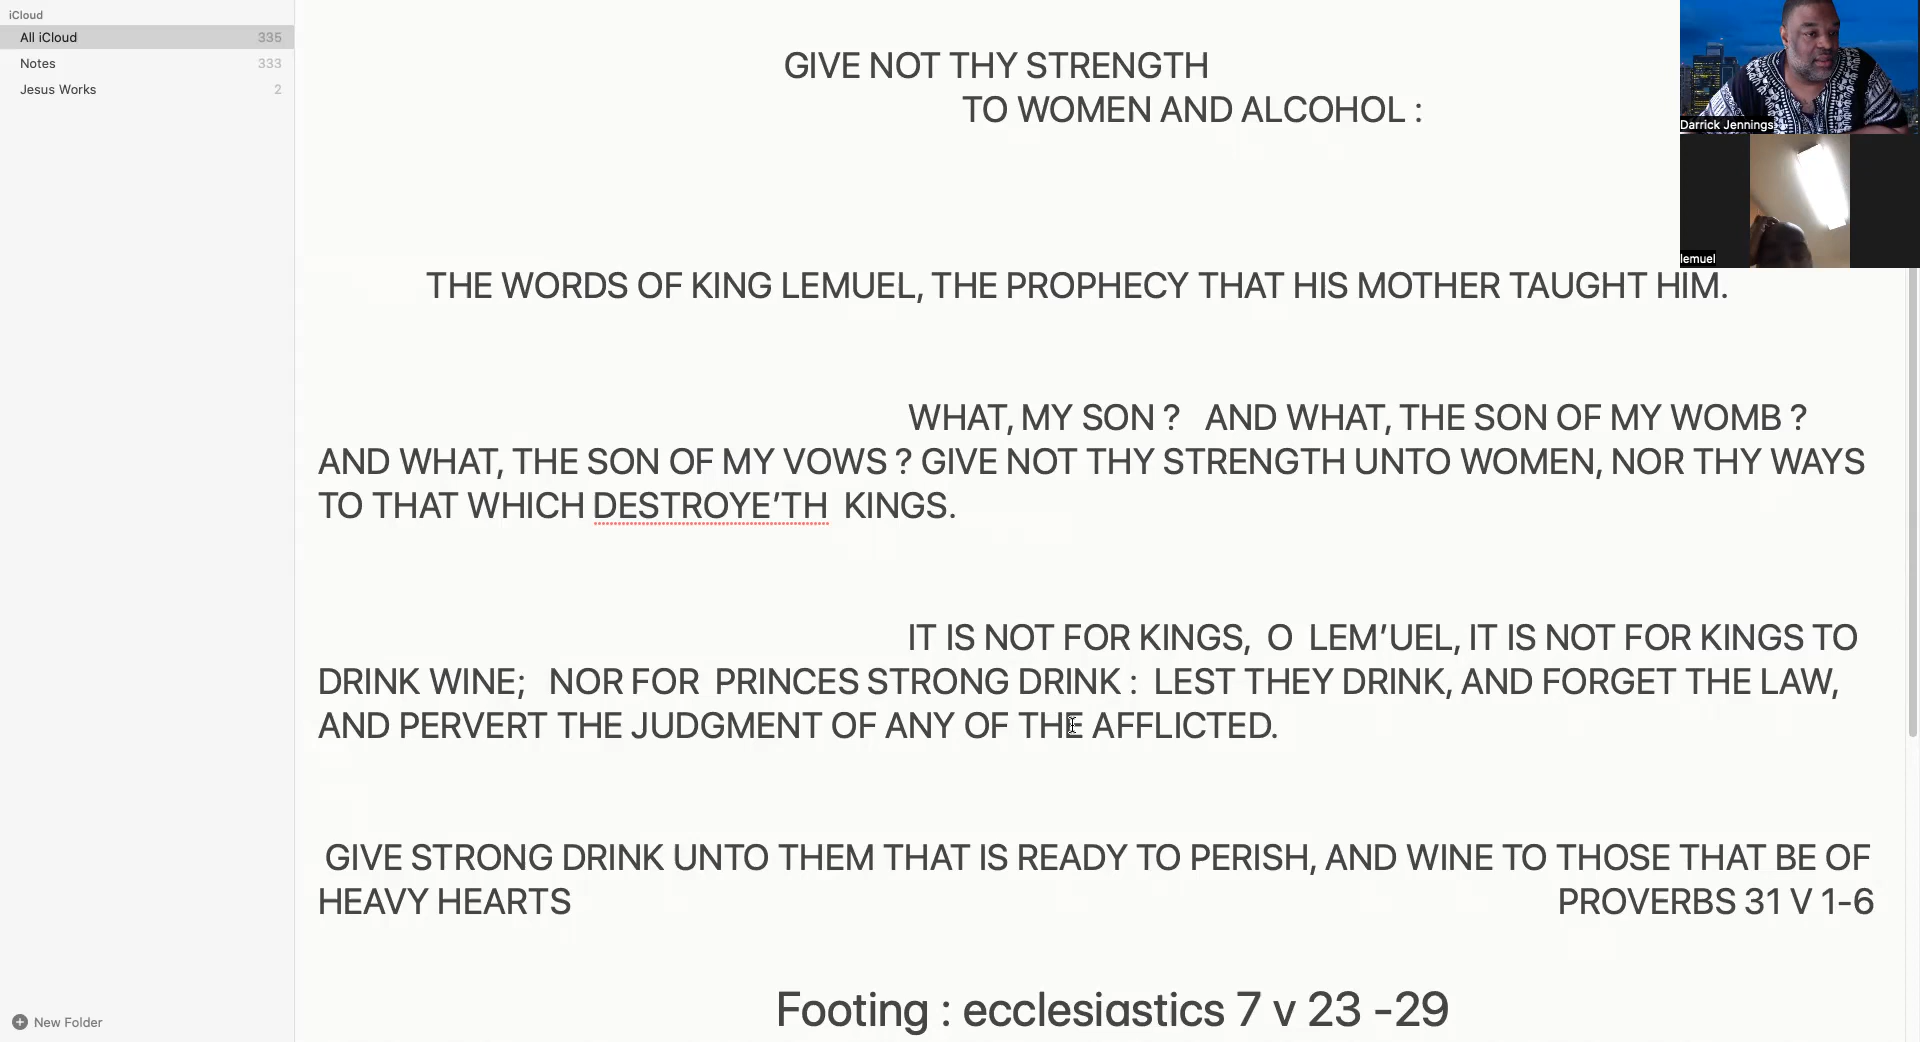 iCloud
All iCloud 335
Notes 333
Jesus Works 2
New Folder
GIVE NOT THY STRENGTH
TO WOMEN AND ALCOHOL :
THE WORDS OF KING LEMUEL, THE PROPHECY THAT HIS MOTHER TAUGHT HIM.
WHAT, MY SON ? AND WHAT, THE SON OF MY WOMB ?
AND WHAT, THE SON OF MY VOWS ? GIVE NOT THY STRENGTH UNTO WOMEN, NOR THY WAYS
TO THAT WHICH DESTROYE’TH KINGS.
IT IS NOT FOR KINGS, O LEM’UEL, IT IS NOT FOR KINGS TO
DRINK WINE; NOR FOR PRINCES STRONG DRINK : LEST THEY DRINK, AND FORGET THE LAW,
AND PERVERT THE JUDGMENT OF ANY OF THE AFFLICTED.
GIVE STRONG DRINK UNTO THEM THAT IS READY TO PERISH, AND WINE TO THOSE THAT BE OF
HEAVY HEARTS PROVERBS 31 V 1-6
Footing : ecclesiastics 7 v 23 -29
Darrick Jennings
lemuel